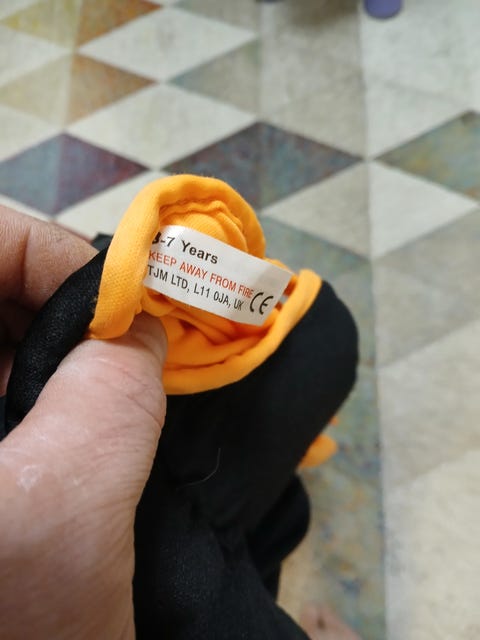 3-7 Years
KEEP AWAY FROM FIRE
TJM LTD, L11 0JA, UK CE